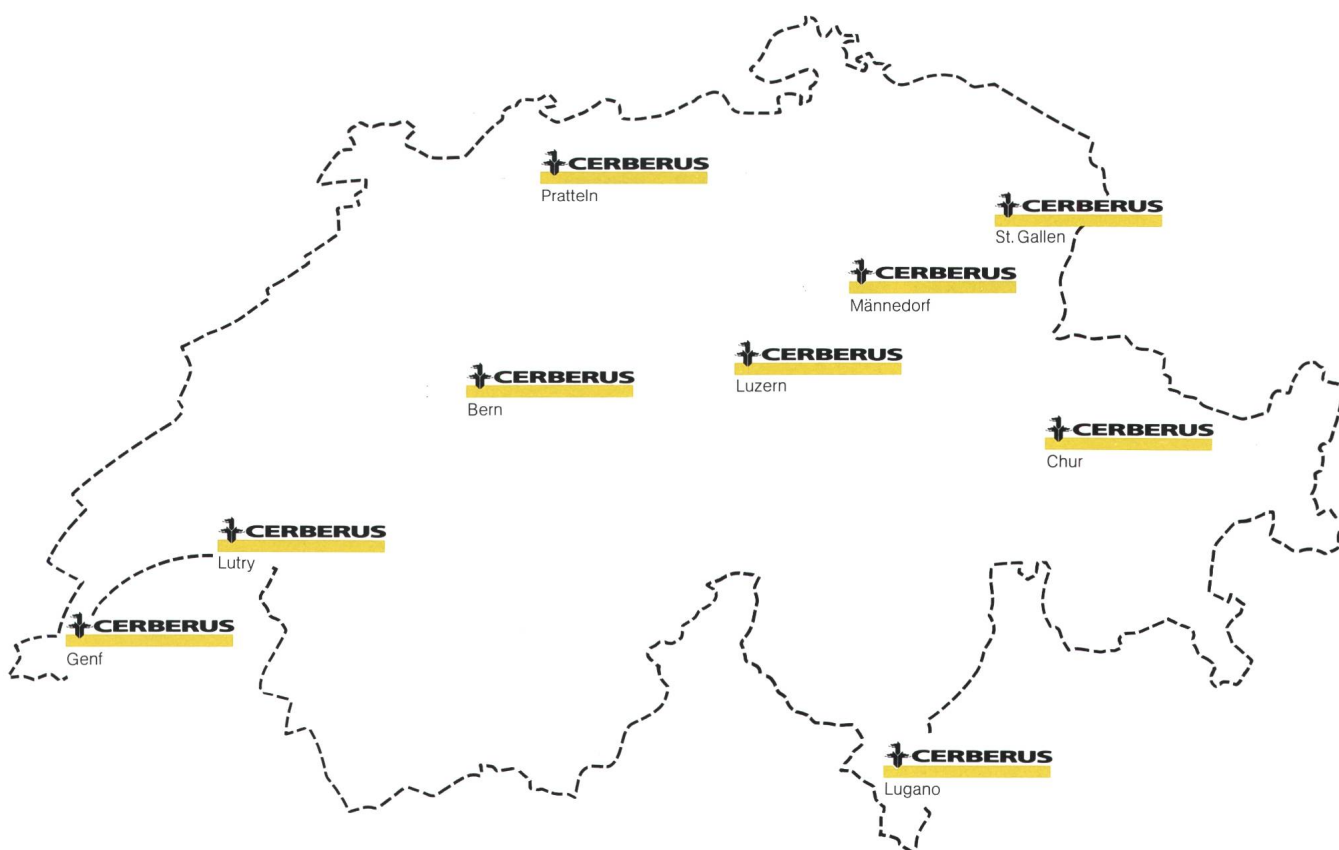 CERBERUS
Pratteln
CERBERUS
St. Gallen
CERBERUS
Männedorf
CERBERUS
Luzern
CERBERUS
Bern
CERBERUS
Chur
CERBERUS
Lutry
CERBERUS
Genf
CERBERUS
Lugano